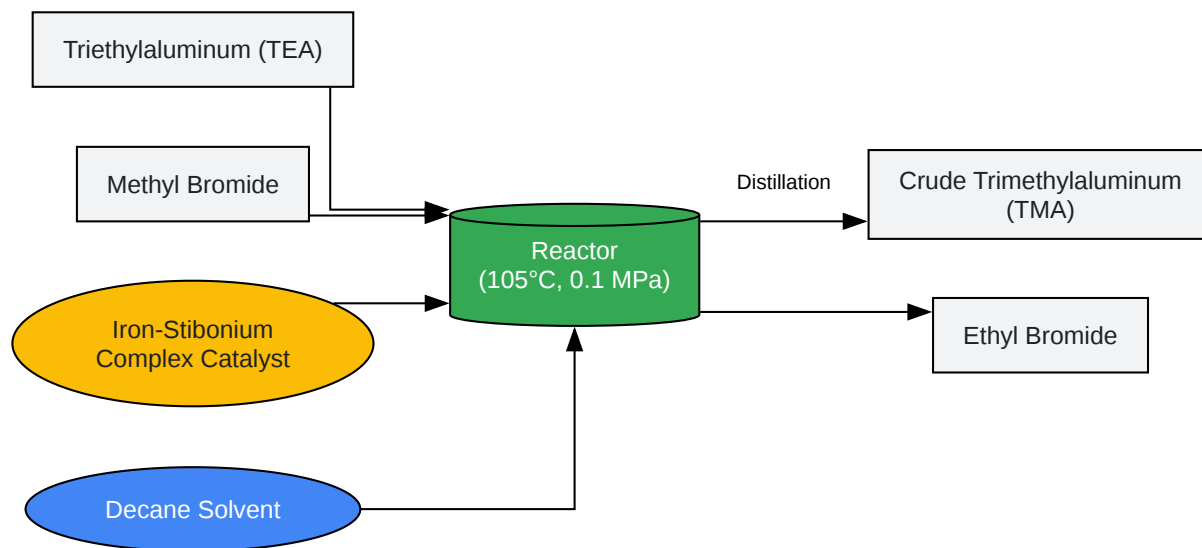 Triethylaluminum (TEA)
Methyl Bromide
Iron-Stibonium
Complex Catalyst
Decane Solvent
Reactor
(105°C, 0.1 MPa)
Distillation
Crude Trimethylaluminum
(TMA)
Ethyl Bromide